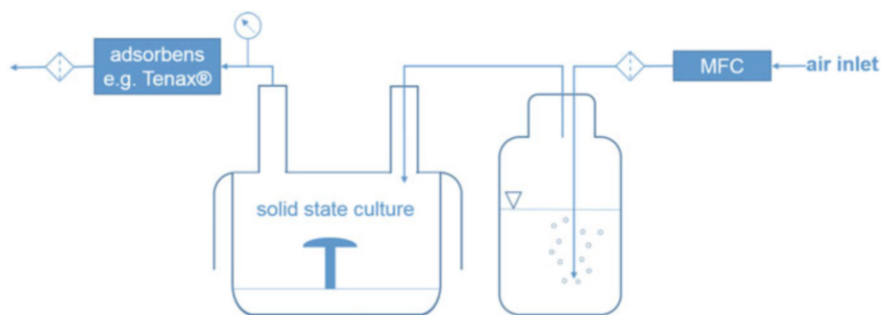 adsorbens
e.g. Tenax®
MFC
air inlet
solid state culture